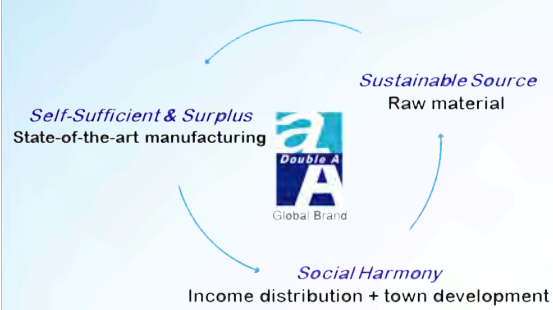 Sustainable Source
Raw material
Self-Sufficient & Surplus
State-of-the-art manufacturing
a
Double A
A
Global Brand
Social Harmony
Income distribution + town development